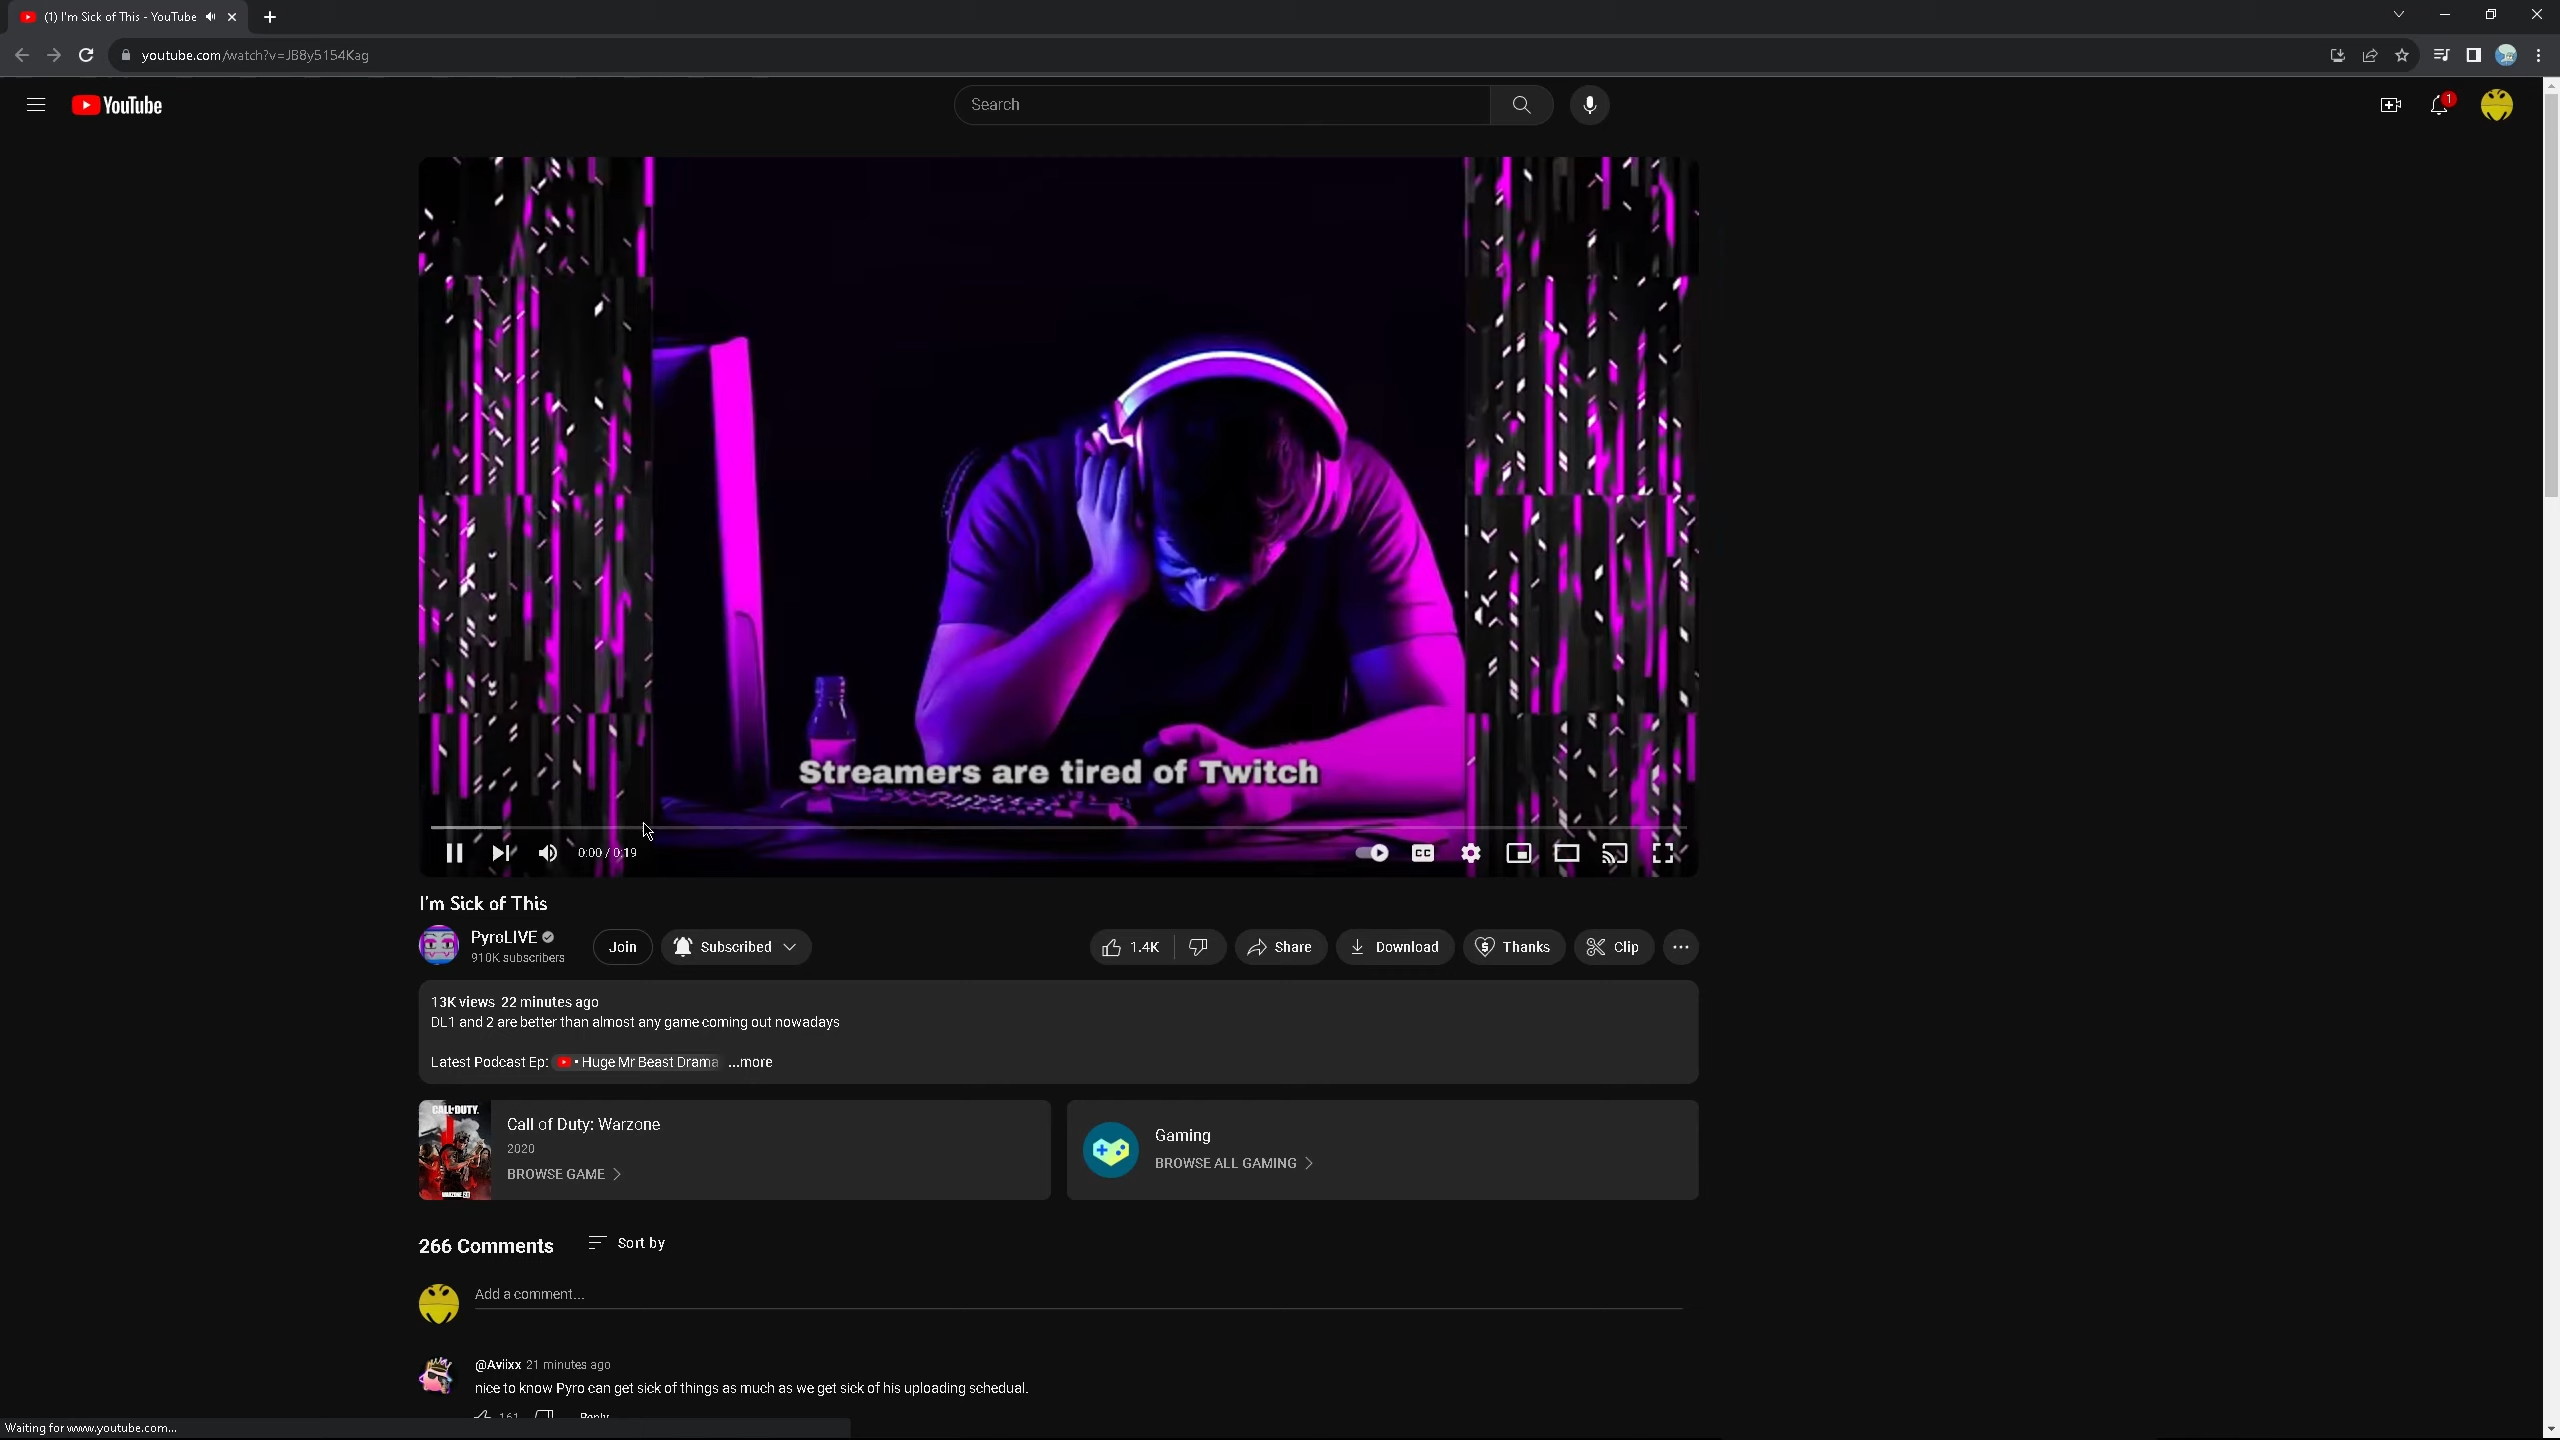 (1) I'm Sick of This - YouTube
youtube.com/watch?v=JB8y5154Kag
YouTube
Search
1
Streamers are tired of Twitch
0:00 / 0:19
CC
I'm Sick of This
PyroLIVE
910K subscribers
Join
Subscribed
1.4K
Share
Download
Thanks
Clip
13K views 22 minutes ago
DL1 and 2 are better than almost any game coming out nowadays
Latest Podcast Ep: • Huge Mr Beast Drama ...more
CALL OF DUTY
WARZONE
Call of Duty: Warzone
2020
BROWSE GAME
Gaming
BROWSE ALL GAMING
266 Comments
Sort by
Add a comment...
@Aviixx 21 minutes ago
nice to know Pyro can get sick of things as much as we get sick of his uploading schedual.
161
Reply
Waiting for www.youtube.com...